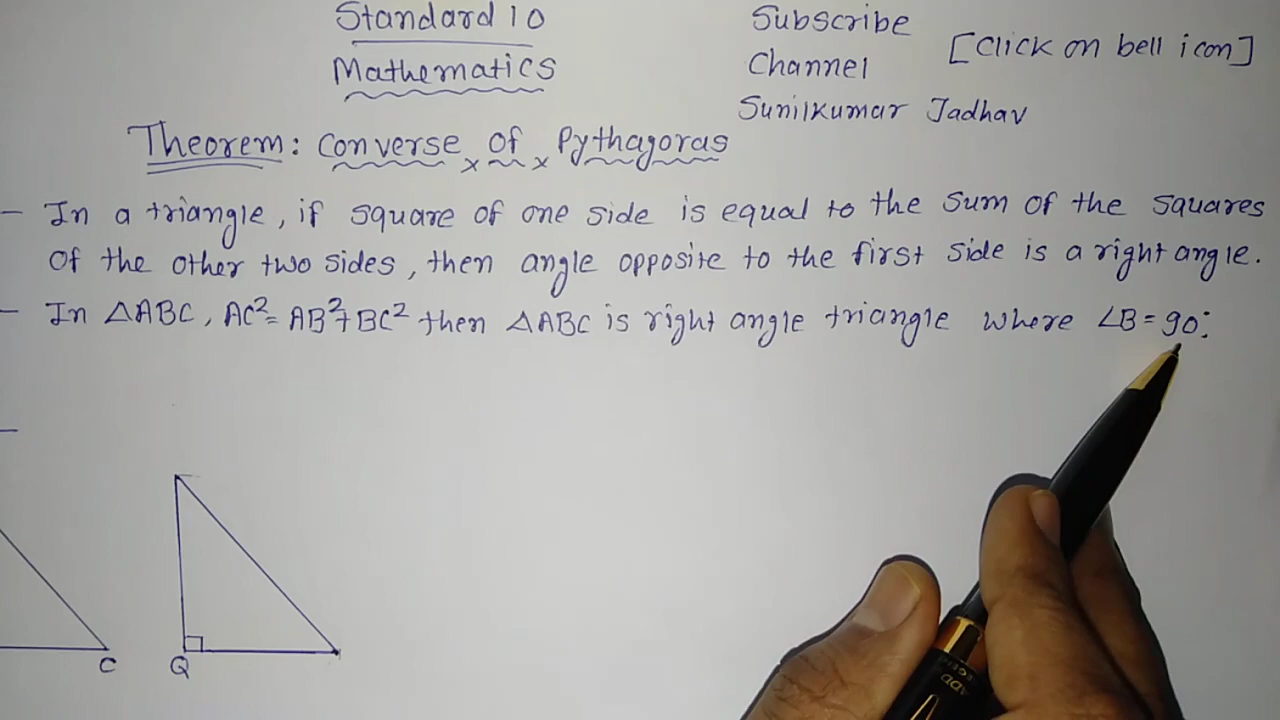 Standard 10
Mathematics
Subscribe
Channel [Click on bell icon]
Sunilkumar Jadhav
Theorem: Converse of Pythagoras
– In a triangle, if square of one side is equal to the sum of the squares
of the other two sides, then angle opposite to the first side is a right angle.
– In △ABC, AC²= AB²+BC² then △ABC is right angle triangle where ∠B=90°.
C
Q
ADD